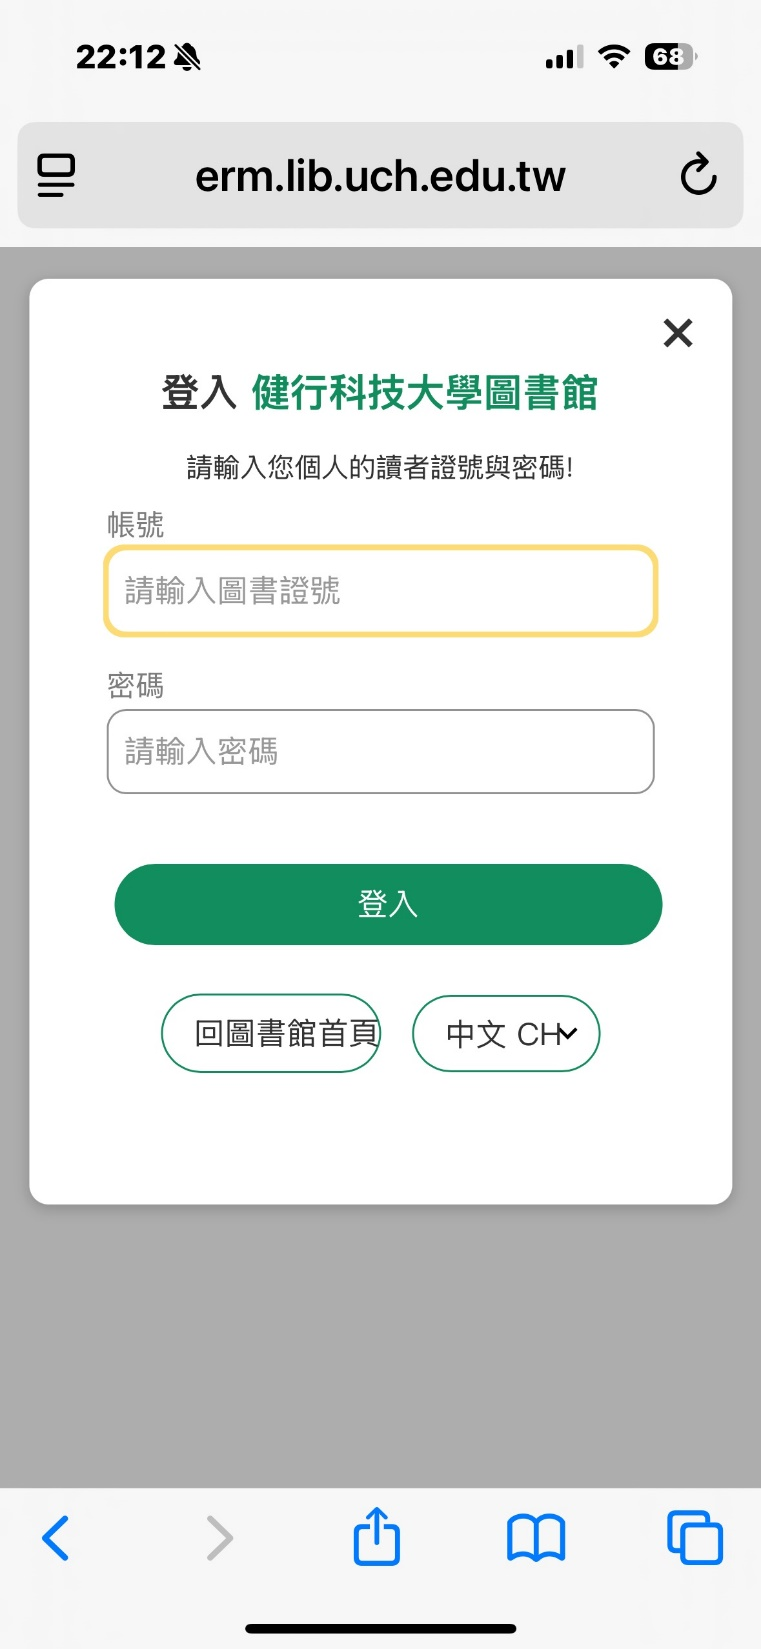 22:12
68
erm.lib.uch.edu.tw
登入 健行科技大學圖書館
請輸入您個人的讀者證號與密碼!
帳號
請輸入圖書證號
密碼
請輸入密碼
登入
回圖書館首頁
中文 CH